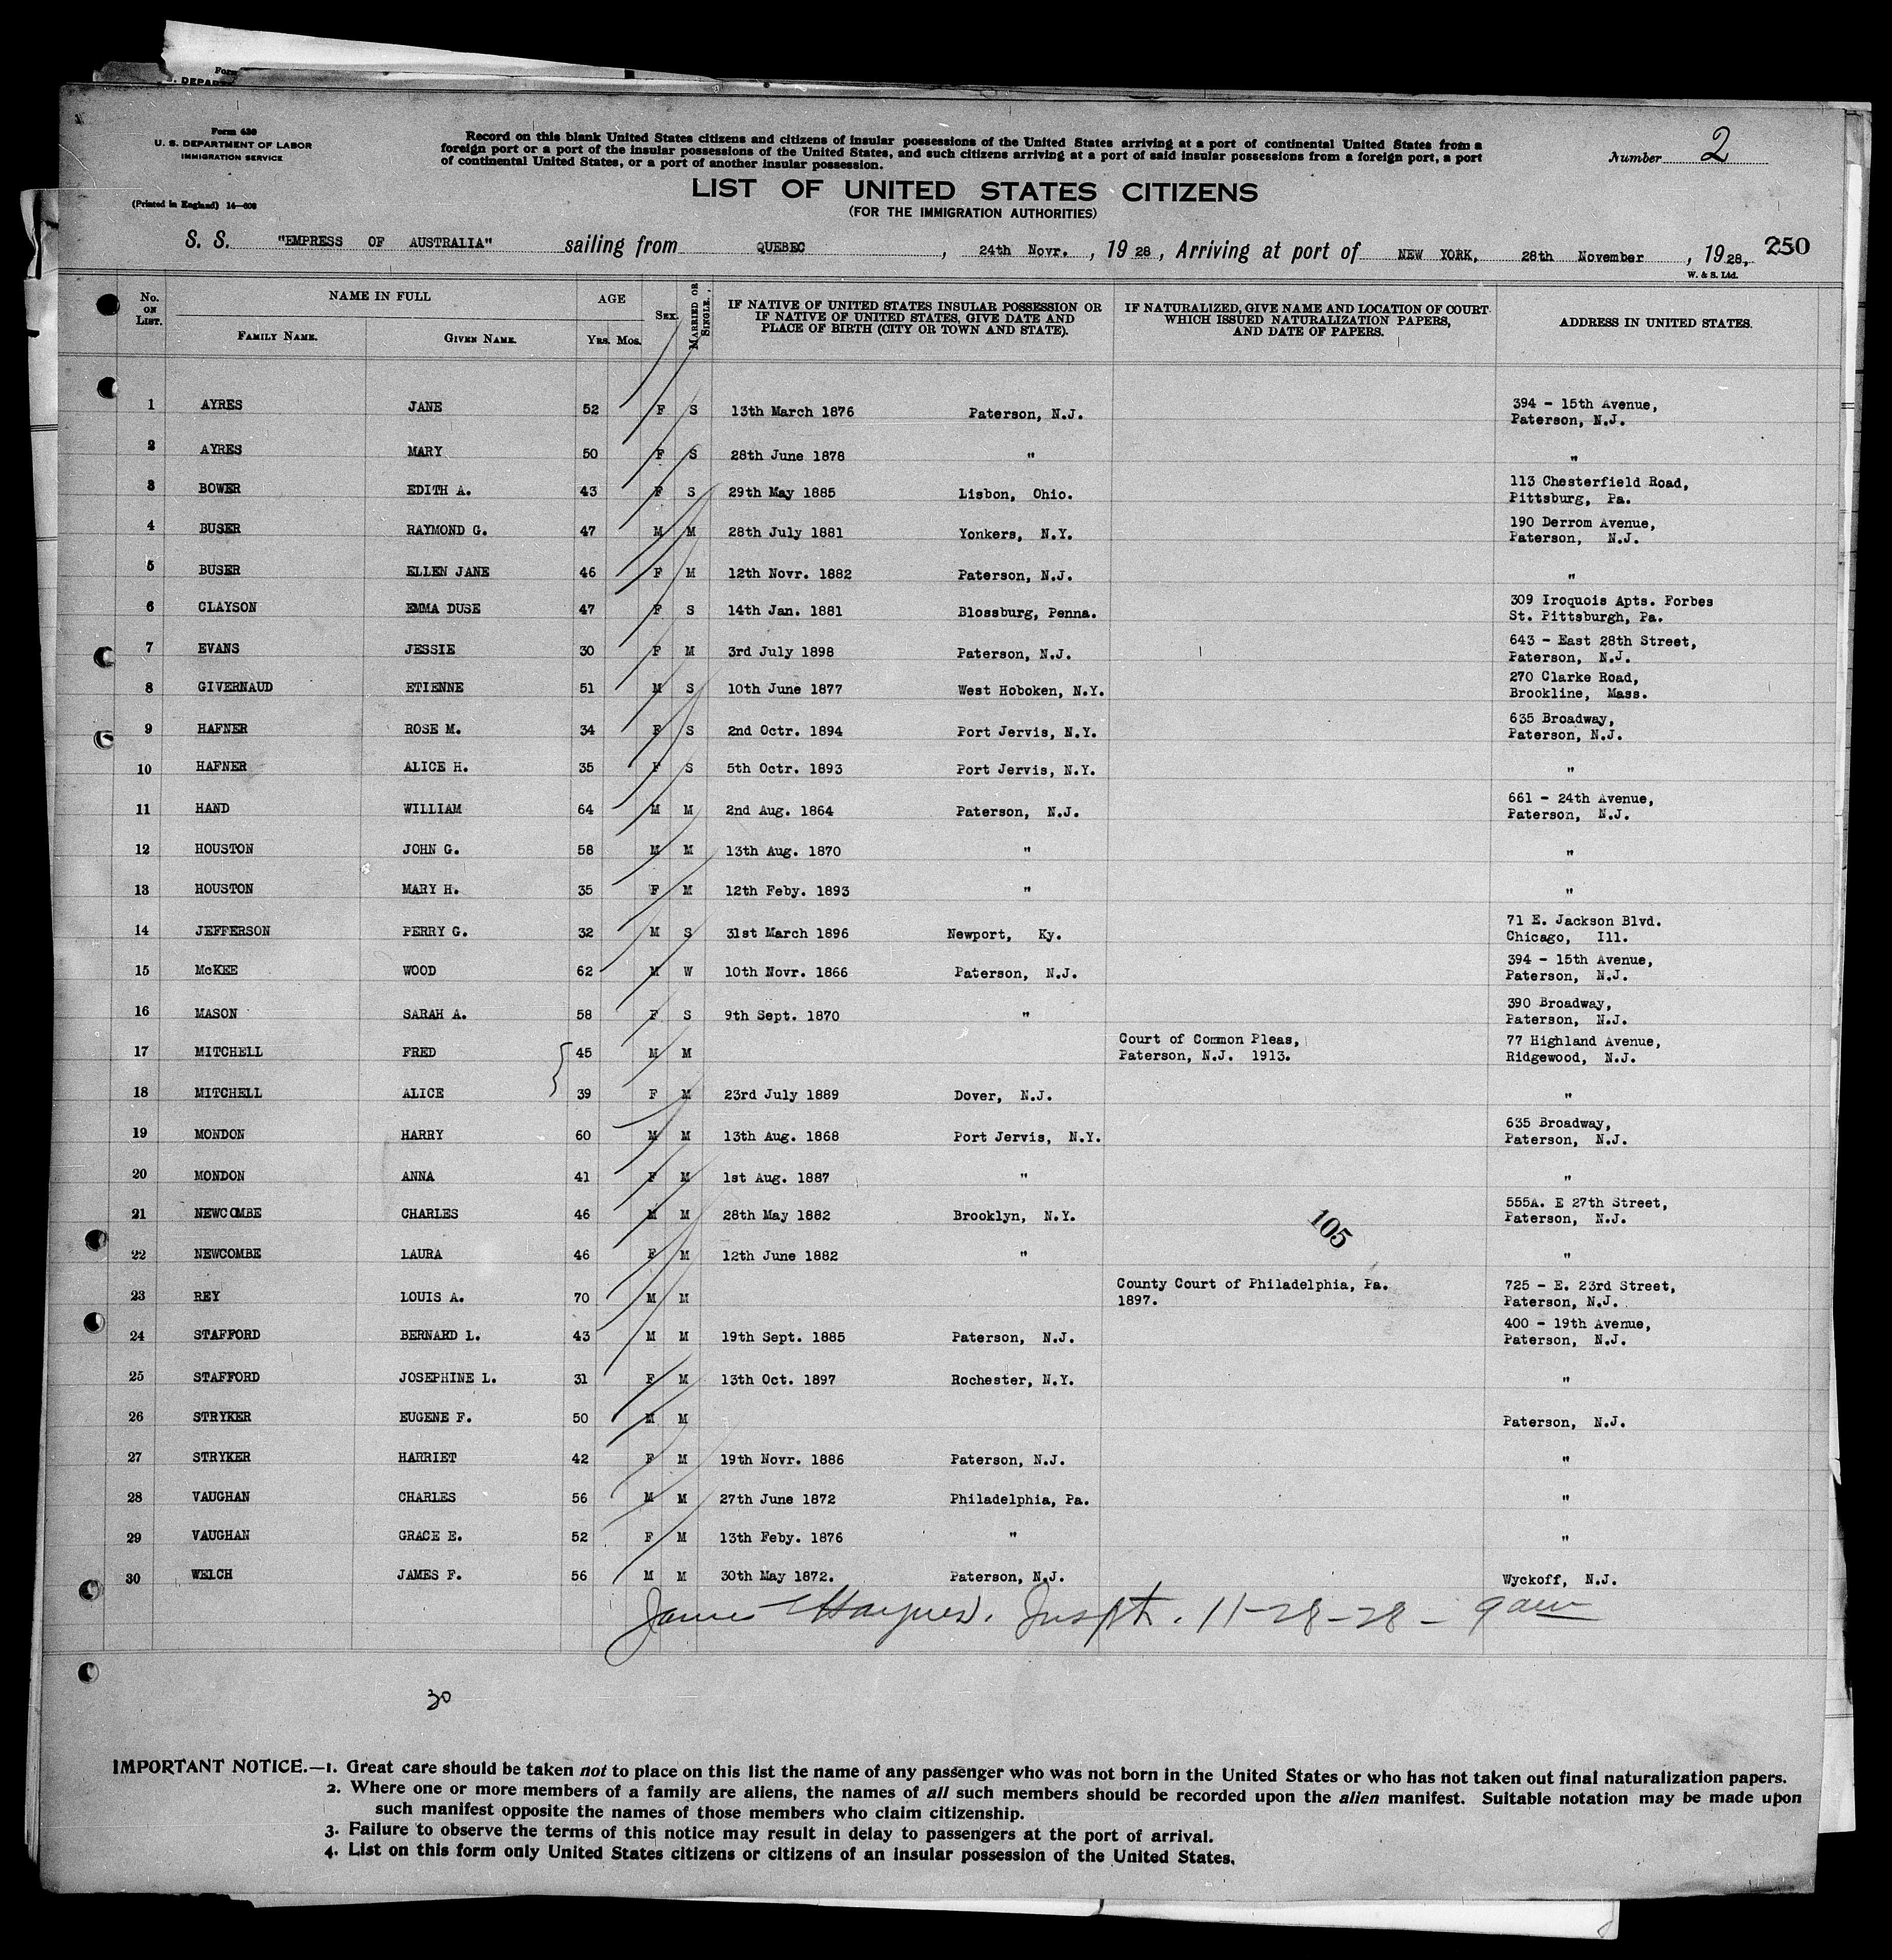 Form 630
U. S. DEPARTMENT OF LABOR
IMMIGRATION SERVICE
(Printed in England) 14—608
Record on this blank United States citizens and citizens of insular possessions of the United States arriving at a port of continental United States from a
foreign port or a port of the insular possessions of the United States, and such citizens arriving at a port of said insular possessions from a foreign port, a port
of continental United States, or a port of another insular possession.
Number 2
LIST OF UNITED STATES CITIZENS
(FOR THE IMMIGRATION AUTHORITIES)
S. S. "EMPRESS OF AUSTRALIA" sailing from QUEBEC, 24th Novr., 1928, Arriving at port of NEW YORK, 28th November, 1928. 250
W. & S. Ltd.
No. ON LIST. NAME IN FULL FAMILY NAME. GIVEN NAME. AGE YRS. MOS. SEX. MARRIED OR SINGLE. IF NATIVE OF UNITED STATES INSULAR POSSESSION OR IF NATIVE OF UNITED STATES, GIVE DATE AND PLACE OF BIRTH (CITY OR TOWN AND STATE). IF NATURALIZED, GIVE NAME AND LOCATION OF COURT WHICH ISSUED NATURALIZATION PAPERS, AND DATE OF PAPERS. ADDRESS IN UNITED STATES.
1 AYRES JANE 52 F S 13th March 1876 Paterson, N.J. 394 - 15th Avenue, Paterson, N.J.
2 AYRES MARY 50 F S 28th June 1878 " "
3 BOWER EDITH A. 43 F S 29th May 1885 Lisbon, Ohio. 113 Chesterfield Road, Pittsburg, Pa.
4 BUSER RAYMOND G. 47 M M 28th July 1881 Yonkers, N.Y. 190 Derrom Avenue, Paterson, N.J.
5 BUSER ELLEN JANE 46 F M 12th Novr. 1882 Paterson, N.J. "
6 CLAYSON EMMA DUSE 47 F S 14th Jan. 1881 Blossburg, Penna. 309 Iroquois Apts. Forbes St. Pittsburgh, Pa.
7 EVANS JESSIE 30 F M 3rd July 1898 Paterson, N.J. 643 - East 28th Street, Paterson, N.J.
8 GIVERNAUD ETIENNE 51 M S 10th June 1877 West Hoboken, N.Y. 270 Clarke Road, Brookline, Mass.
9 HAFNER ROSE M. 34 F S 2nd Octr. 1894 Port Jervis, N.Y. 635 Broadway, Paterson, N.J.
10 HAFNER ALICE H. 35 F S 5th Octr. 1893 Port Jervis, N.Y. "
11 HAND WILLIAM 64 M M 2nd Aug. 1864 Paterson, N.J. 661 - 24th Avenue, Paterson, N.J.
12 HOUSTON JOHN G. 58 M M 13th Aug. 1870 " "
13 HOUSTON MARY H. 35 F M 12th Feby. 1893 " "
14 JEFFERSON PERRY G. 32 M S 31st March 1896 Newport, Ky. 71 E. Jackson Blvd. Chicago, Ill.
15 McKEE WOOD 62 M W 10th Novr. 1866 Paterson, N.J. 394 - 15th Avenue, Paterson, N.J.
16 MASON SARAH A. 58 F S 9th Sept. 1870 " 390 Broadway, Paterson, N.J.
17 MITCHELL FRED 45 M M Court of Common Pleas, Paterson, N.J. 1913. 77 Highland Avenue, Ridgewood, N.J.
18 MITCHELL ALICE 39 F M 23rd July 1889 Dover, N.J. "
19 MONDON HARRY 60 M M 13th Aug. 1868 Port Jervis, N.Y. 635 Broadway, Paterson, N.J.
20 MONDON ANNA 41 F M 1st Aug. 1887 " "
21 NEWCOMBE CHARLES 46 M M 28th May 1882 Brooklyn, N.Y. 105 555A. E 27th Street, Paterson, N.J.
22 NEWCOMBE LAURA 46 F M 12th June 1882 " "
23 REY LOUIS A. 70 M M County Court of Philadelphia, Pa. 1897. 725 - E. 23rd Street, Paterson, N.J.
24 STAFFORD BERNARD L. 43 M M 19th Sept. 1885 Paterson, N.J. 400 - 19th Avenue, Paterson, N.J.
25 STAFFORD JOSEPHINE L. 31 F M 13th Oct. 1897 Rochester, N.Y. "
26 STRYKER EUGENE F. 50 M M Paterson, N.J.
27 STRYKER HARRIET 42 F M 19th Novr. 1886 Paterson, N.J. "
28 VAUGHAN CHARLES 56 M M 27th June 1872 Philadelphia, Pa. "
29 VAUGHAN GRACE E. 52 F M 13th Feby. 1876 " "
30 WELCH JAMES F. 56 M M 30th May 1872. Paterson, N.J. Wyckoff, N.J.
James Haynes. Inspt. 11-28-28 - 9am
30
IMPORTANT NOTICE.—1. Great care should be taken not to place on this list the name of any passenger who was not born in the United States or who has not taken out final naturalization papers.
2. Where one or more members of a family are aliens, the names of all such members should be recorded upon the alien manifest. Suitable notation may be made upon
such manifest opposite the names of those members who claim citizenship.
3. Failure to observe the terms of this notice may result in delay to passengers at the port of arrival.
4. List on this form only United States citizens or citizens of an insular possession of the United States.